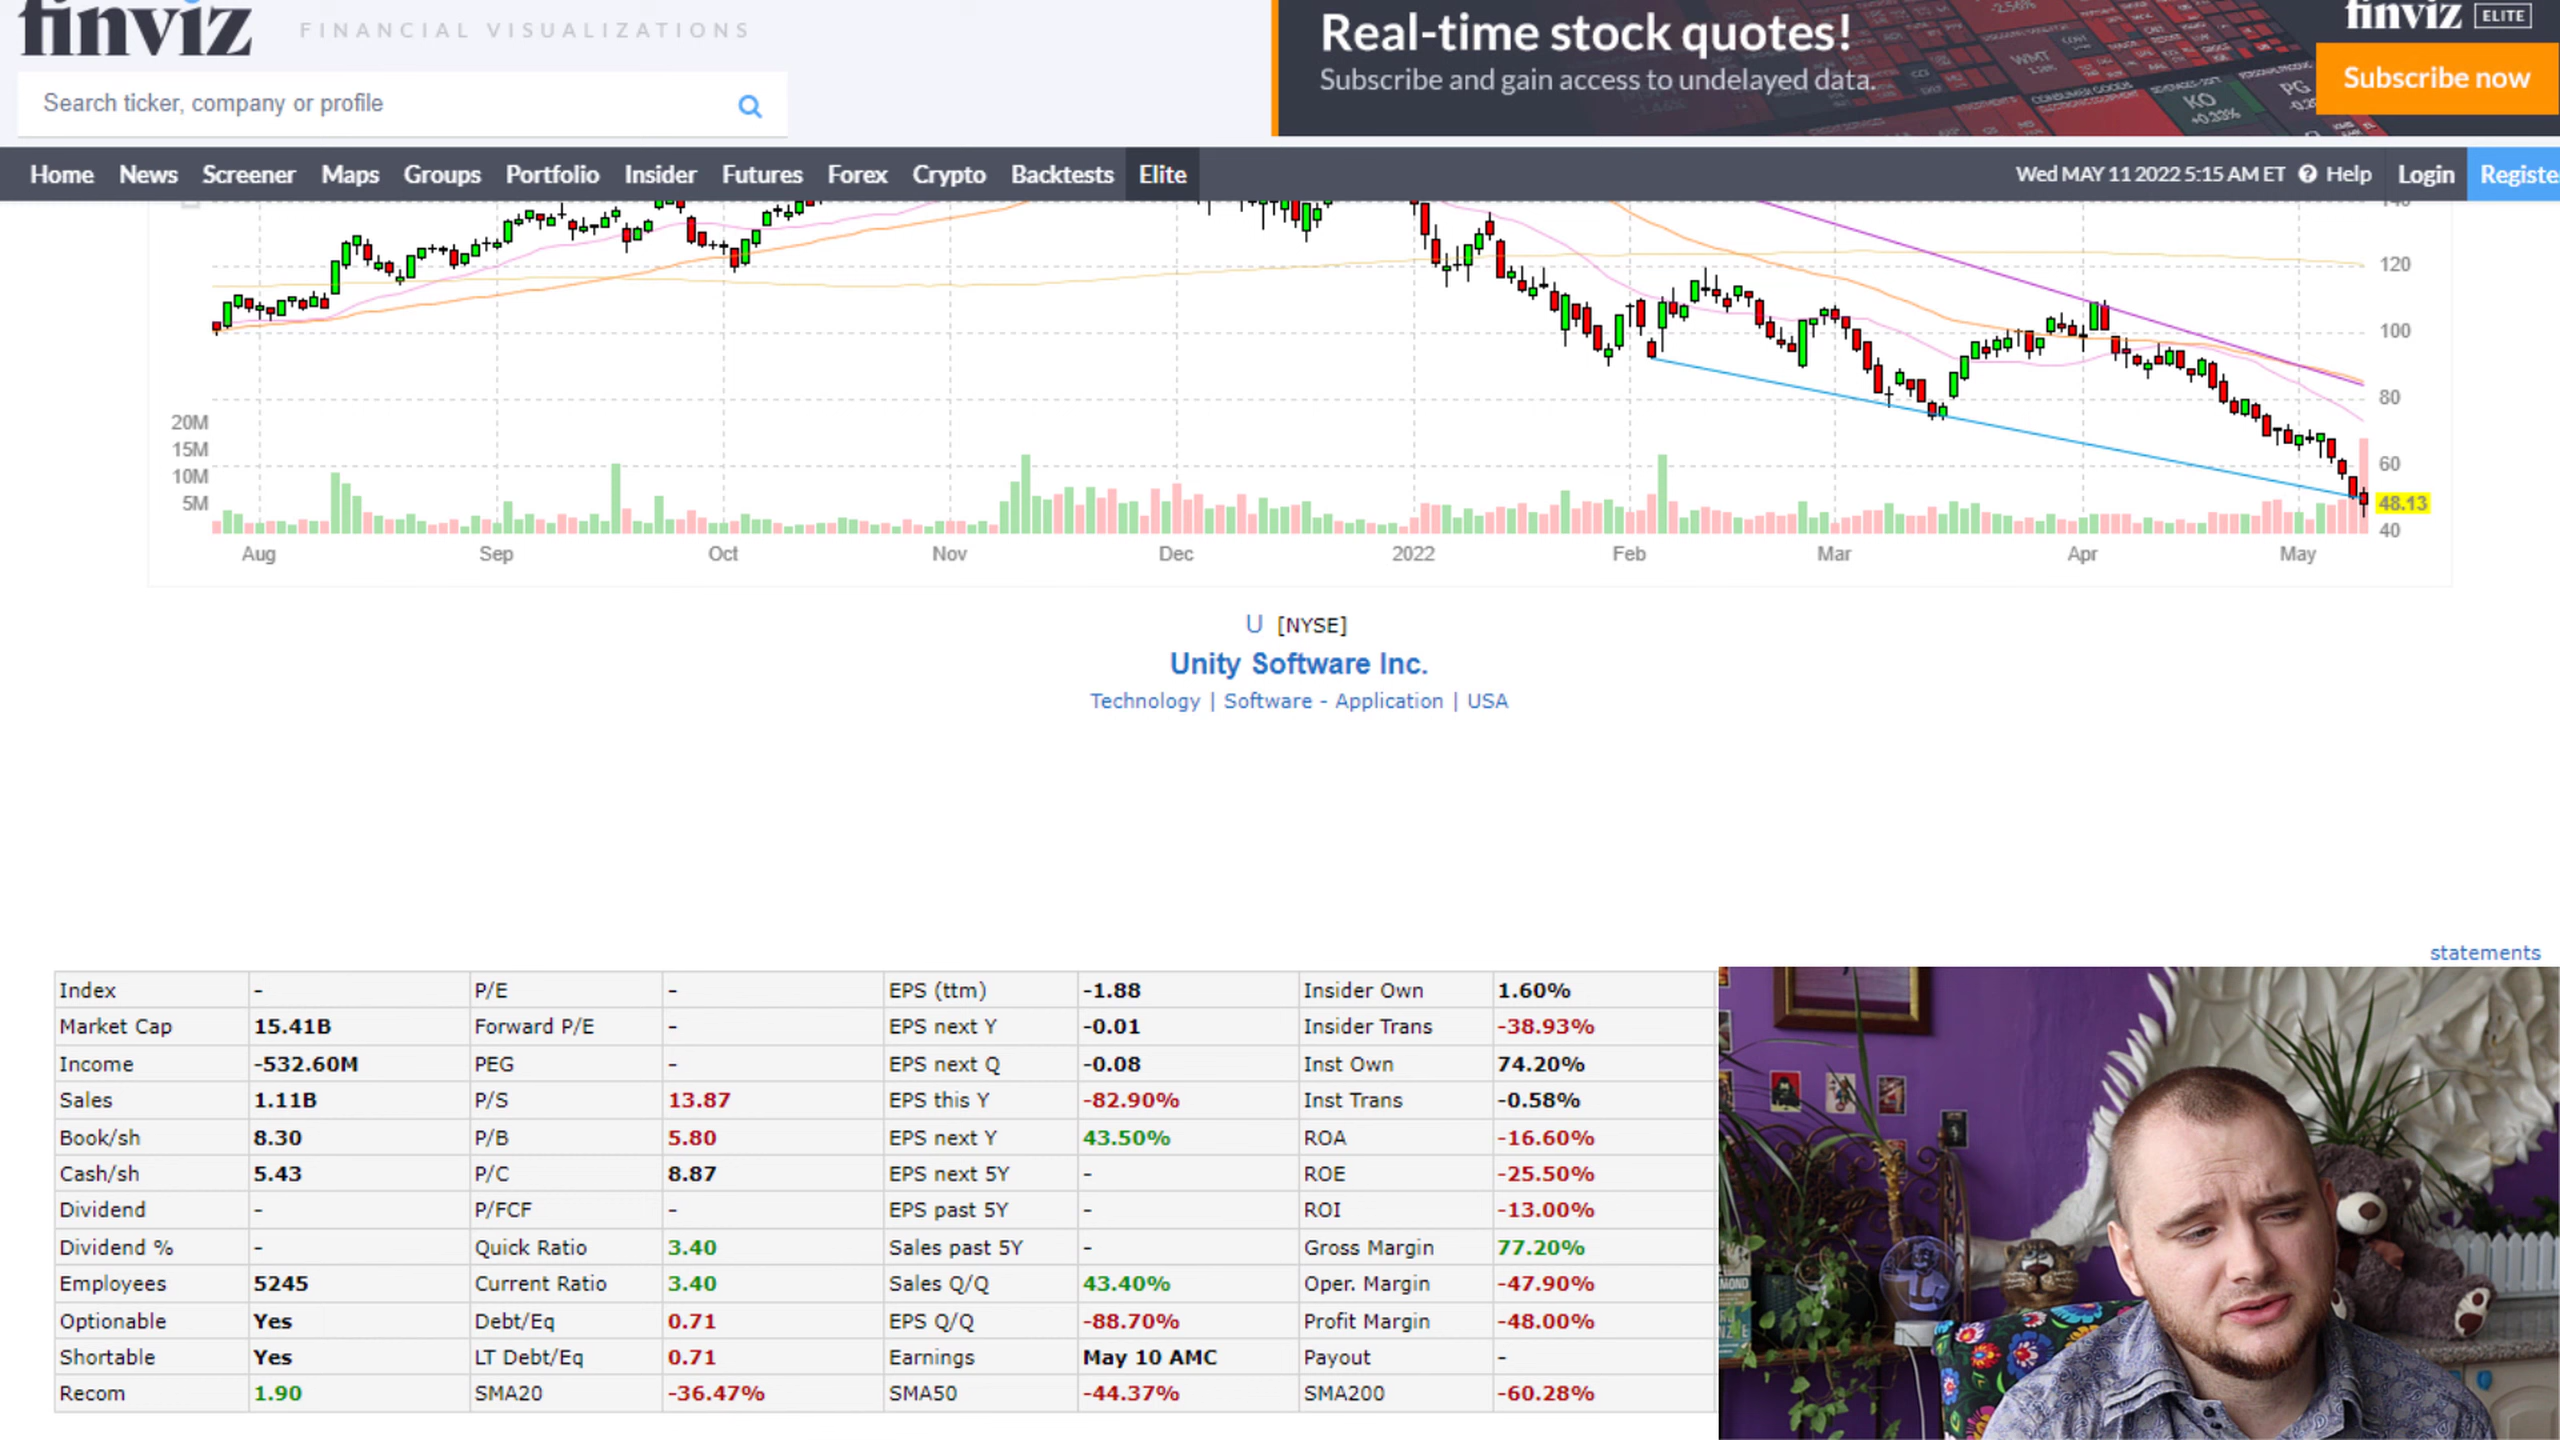 finviz FINANCIAL VISUALIZATIONS
Real-time stock quotes!
Subscribe and gain access to undelayed data.
finviz ELITE
Subscribe now
WMT
KO
+0.33%
PG
Search ticker, company or profile
Home News Screener Maps Groups Portfolio Insider Futures Forex Crypto Backtests Elite
Wed MAY 11 2022 5:15 AM ET Help Login Registe
140
120
100
80
60
48.13
40
20M
15M
10M
5M
Aug Sep Oct Nov Dec 2022 Feb Mar Apr May
U [NYSE]
Unity Software Inc.
Technology | Software - Application | USA
statements
Index - P/E - EPS (ttm) -1.88 Insider Own 1.60%
Market Cap 15.41B Forward P/E - EPS next Y -0.01 Insider Trans -38.93%
Income -532.60M PEG - EPS next Q -0.08 Inst Own 74.20%
Sales 1.11B P/S 13.87 EPS this Y -82.90% Inst Trans -0.58%
Book/sh 8.30 P/B 5.80 EPS next Y 43.50% ROA -16.60%
Cash/sh 5.43 P/C 8.87 EPS next 5Y - ROE -25.50%
Dividend - P/FCF - EPS past 5Y - ROI -13.00%
Dividend % - Quick Ratio 3.40 Sales past 5Y - Gross Margin 77.20%
Employees 5245 Current Ratio 3.40 Sales Q/Q 43.40% Oper. Margin -47.90%
Optionable Yes Debt/Eq 0.71 EPS Q/Q -88.70% Profit Margin -48.00%
Shortable Yes LT Debt/Eq 0.71 Earnings May 10 AMC Payout -
Recom 1.90 SMA20 -36.47% SMA50 -44.37% SMA200 -60.28%